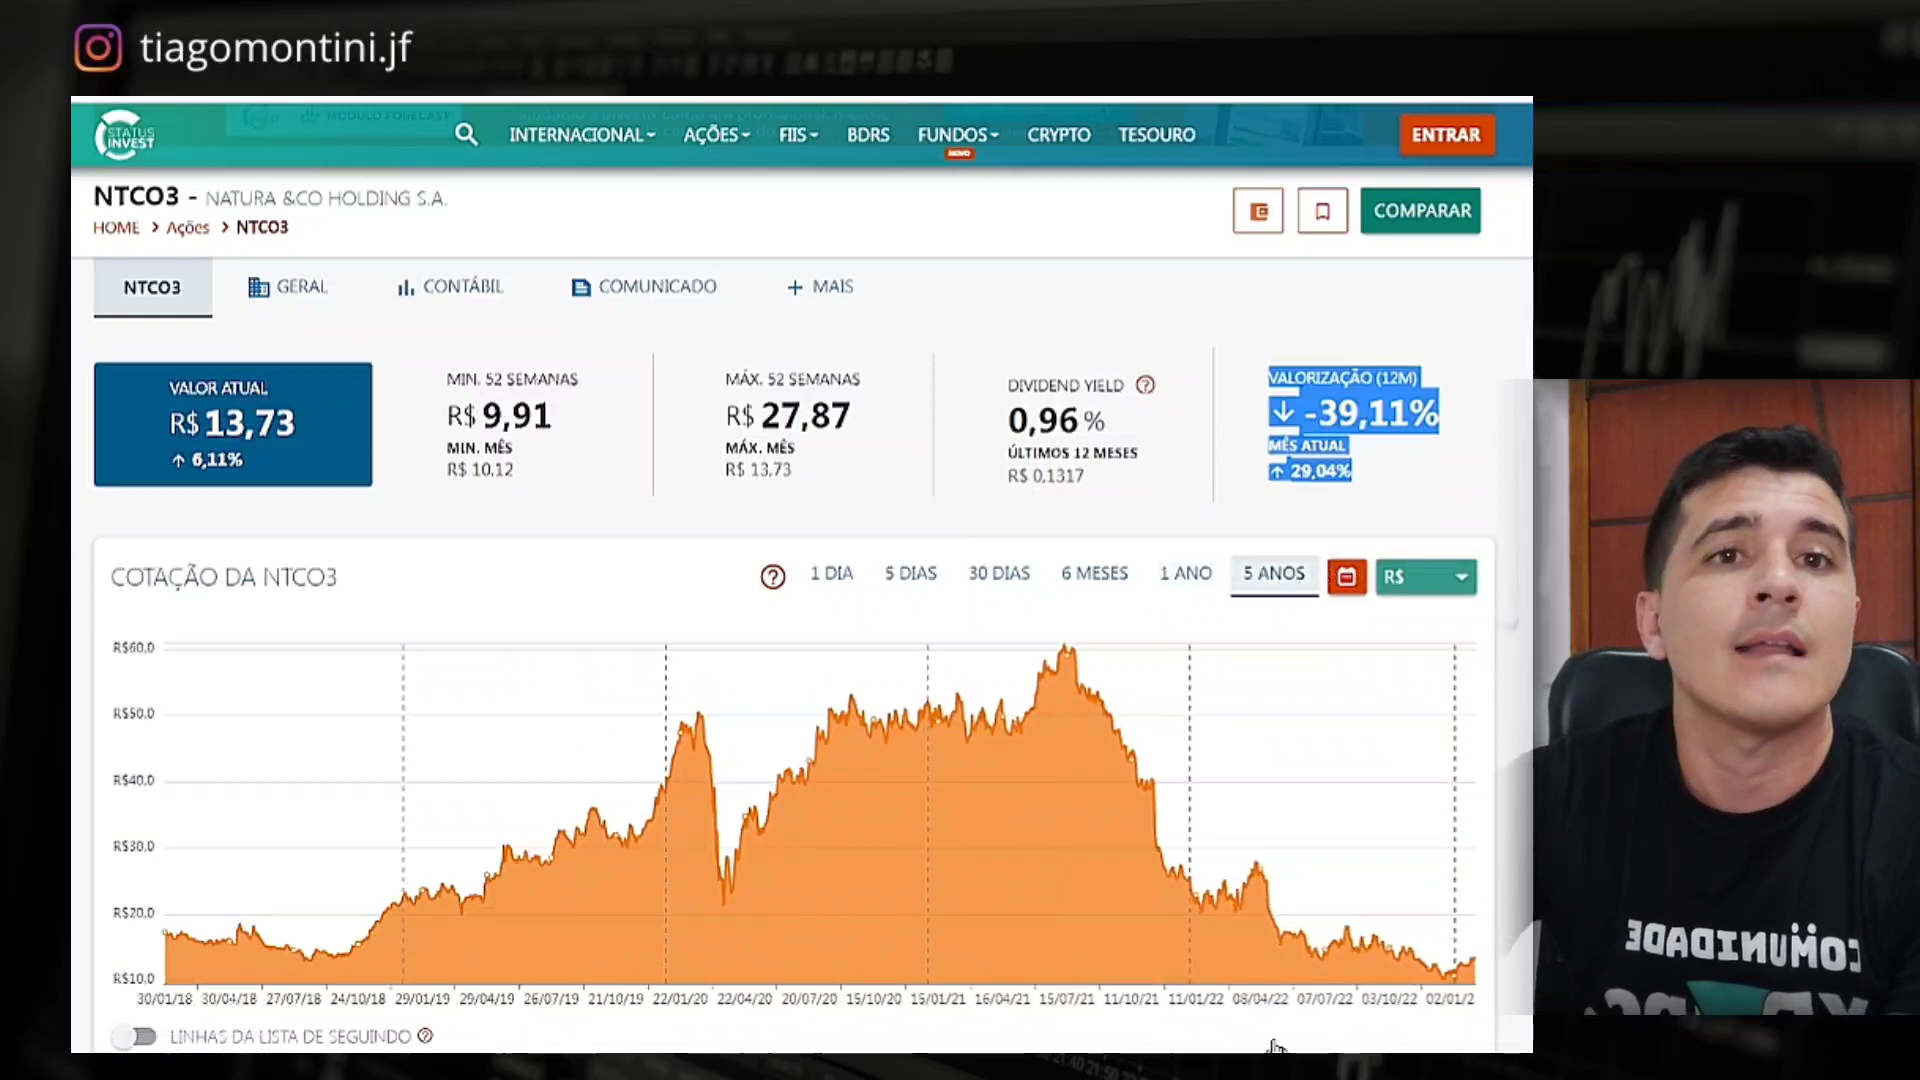 tiagomontini.jf
STATUS
INVEST
INTERNACIONAL
AÇÕES
FIIS
BDRS
FUNDOS
NOVO
CRYPTO
TESOURO
ENTRAR
NTCO3 - NATURA &CO HOLDING S.A.
HOME > Ações > NTCO3
COMPARAR
NTCO3
GERAL
CONTÁBIL
COMUNICADO
+ MAIS
VALOR ATUAL
R$ 13,73
↑ 6,11%
MIN. 52 SEMANAS
R$ 9,91
MIN. MÊS
R$ 10,12
MÁX. 52 SEMANAS
R$ 27,87
MÁX. MÊS
R$ 13,73
DIVIDEND YIELD ?
0,96 %
ÚLTIMOS 12 MESES
R$ 0,1317
VALORIZAÇÃO (12M)
↓ -39,11%
MÊS ATUAL
↑ 29,04%
COTAÇÃO DA NTCO3
? 1 DIA 5 DIAS 30 DIAS 6 MESES 1 ANO 5 ANOS
R$
R$60,0
R$50,0
R$40,0
R$30,0
R$20,0
R$10,0
30/01/18 30/04/18 27/07/18 24/10/18 29/01/19 29/04/19 26/07/19 21/10/19 22/01/20 22/04/20 20/07/20 15/10/20 15/01/21 16/04/21 15/07/21 11/10/21 11/01/22 08/04/22 07/07/22 03/10/22 02/01/2
LINHAS DA LISTA DE SEGUINDO ?
COMUNIDADE